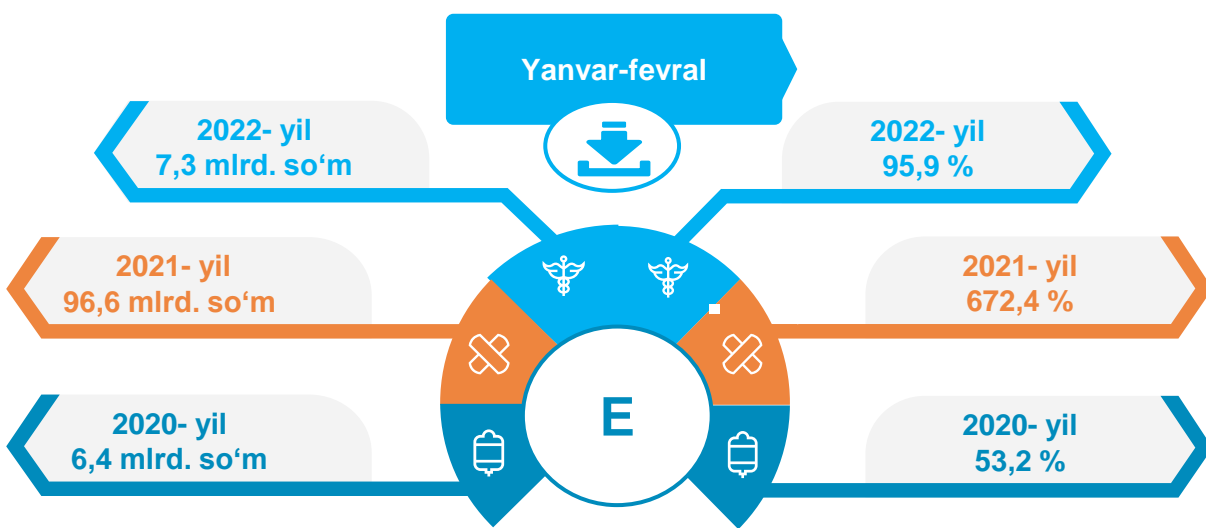 Yanvar-fevral
2022- yil
7,3 mlrd. so‘m
2022- yil
95,9 %
2021- yil
96,6 mlrd. so‘m
2021- yil
672,4 %
E
2020- yil
6,4 mlrd. so‘m
2020- yil
53,2 %